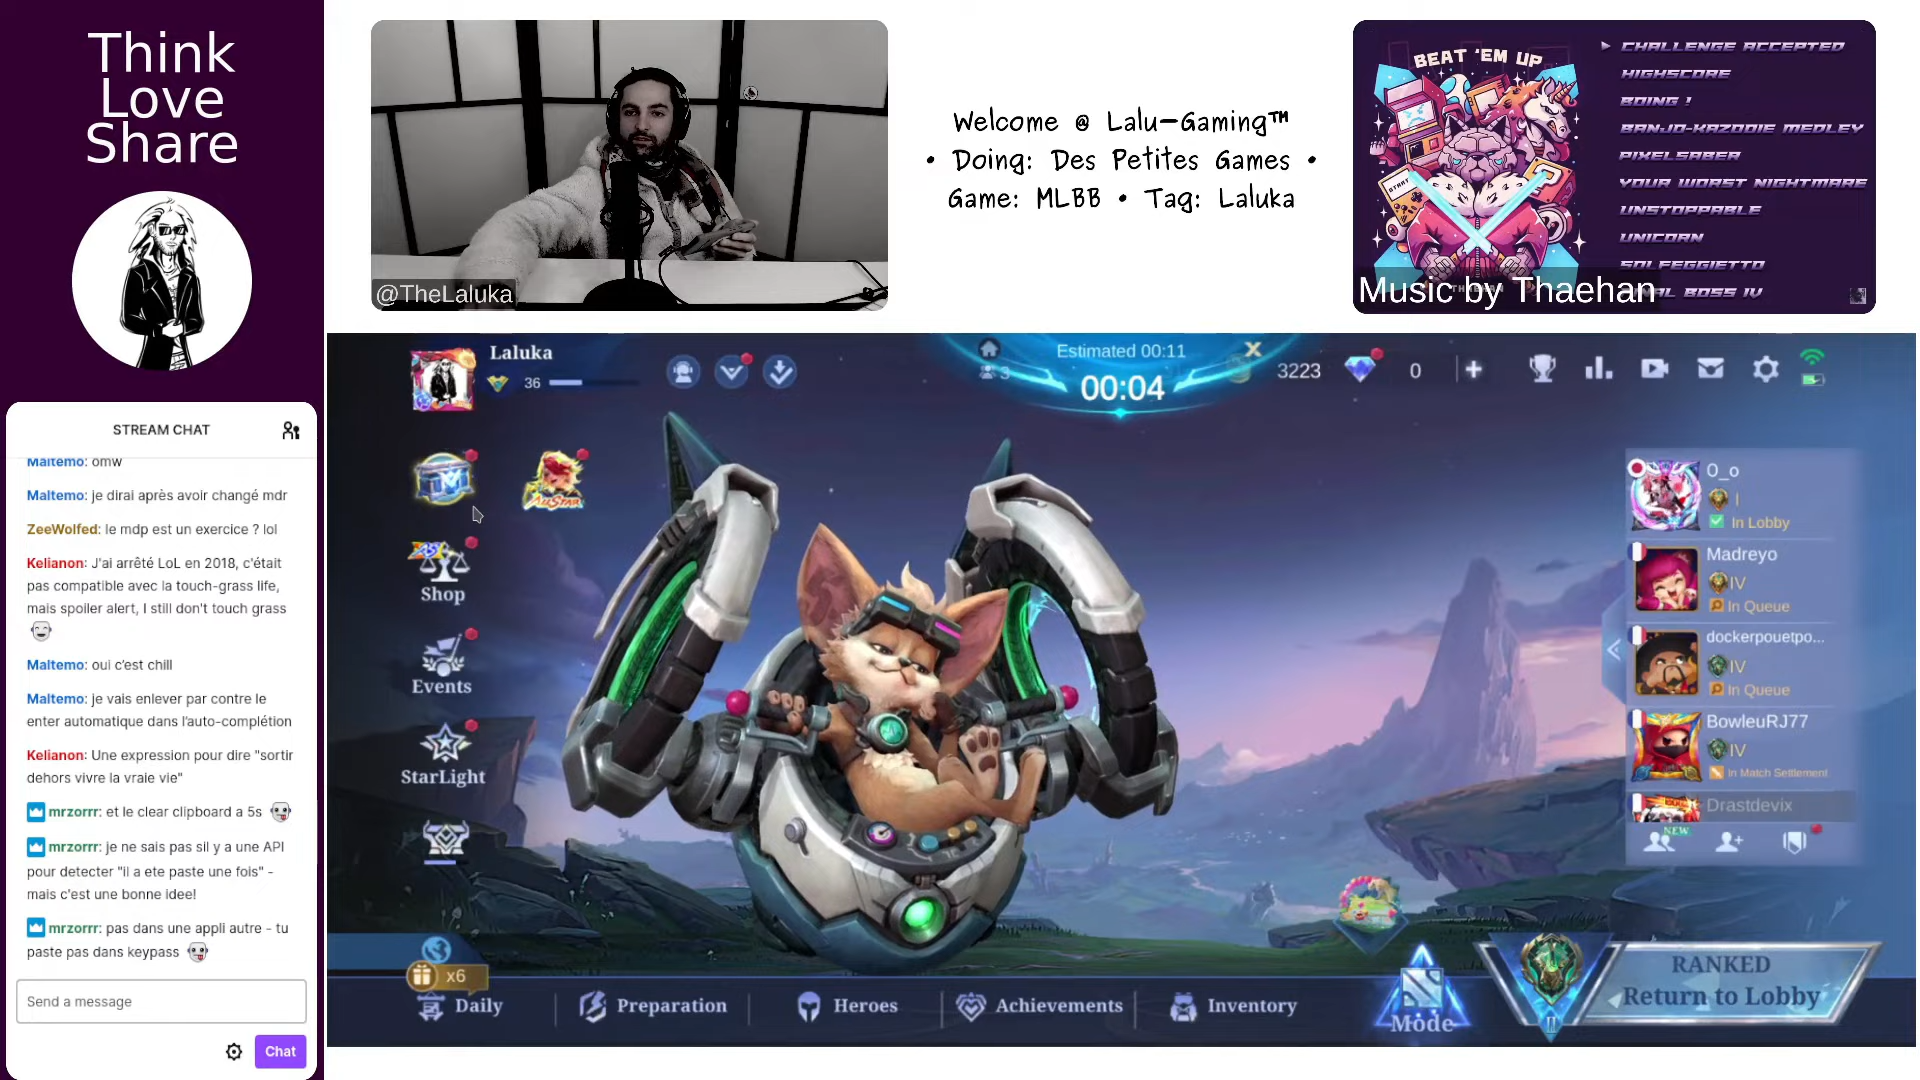 Think
Love
Share
@TheLaluka
Welcome @ Lalu-Gaming™
• Doing: Des Petites Games •
Game: MLBB • Tag: Laluka
BEAT 'EM UP
START
CHALLENGE ACCEPTED
HIGHSCORE
BOING !
BANJO-KAZOOIE MEDLEY
PIXELSABER
YOUR WORST NIGHTMARE
UNSTOPPABLE
UNICORN
SOLFEGGIETTO
FINAL BOSS IV
Music by Thaehan
STREAM CHAT
Maltemo: omw
Maltemo: je dirai après avoir changé mdr
ZeeWolfed: le mdp est un exercice ? lol
Kelianon: J'ai arrêté LoL en 2018, c'était
pas compatible avec la touch-grass life,
mais spoiler alert, I still don't touch grass
Maltemo: oui c'est chill
Maltemo: je vais enlever par contre le
enter automatique dans l'auto-complétion
Kelianon: Une expression pour dire "sortir
dehors vivre la vraie vie"
mrzorrr: et le clear clipboard a 5s
mrzorrr: je ne sais pas sil y a une API
pour detecter "il a ete paste une fois" -
mais c'est une bonne idee!
mrzorrr: pas dans une appli autre - tu
paste pas dans keypass
Send a message
Chat
Laluka
36
3
Estimated 00:11
00:04
X
3223
0
ALLSTAR
Shop
Events
StarLight
O_o
I
In Lobby
Madreyo
IV
In Queue
dockerpouetpo...
IV
In Queue
BowleuRJ77
IV
In Match Settlement
Drastdevix
NEW
x6
Daily
Preparation
Heroes
Achievements
Inventory
Mode
II
RANKED
Return to Lobby